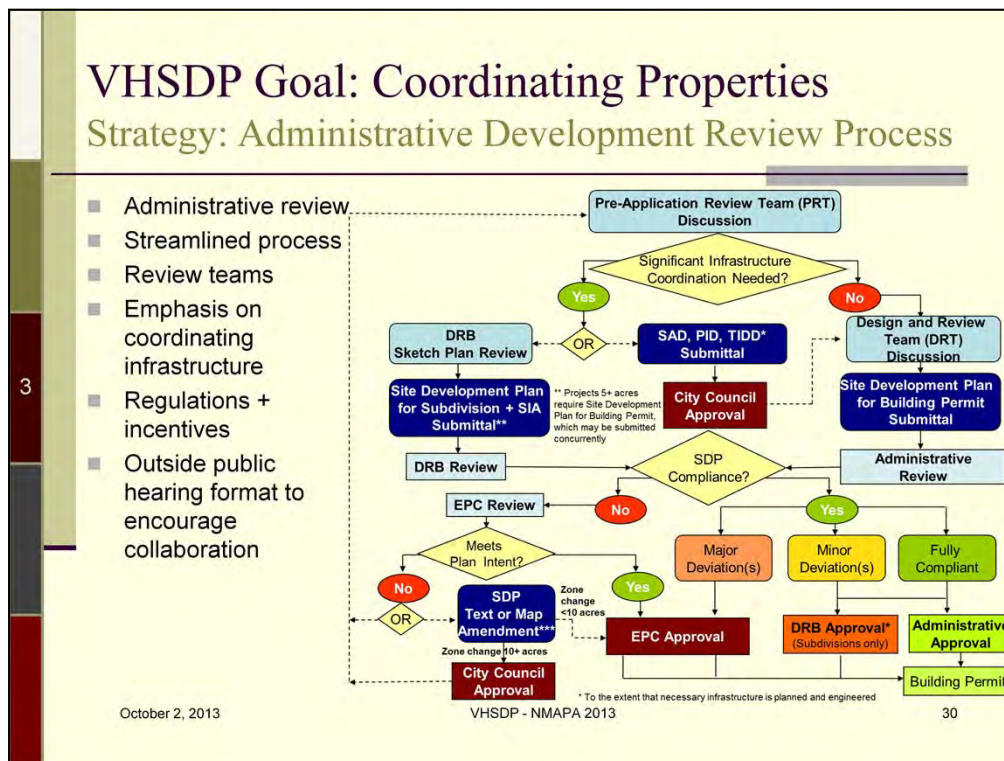 VHSDP Goal: Coordinating Properties
Strategy: Administrative Development Review Process
3
Administrative review
Streamlined process
Review teams
Emphasis on
coordinating
infrastructure
Regulations +
incentives
Outside public
hearing format to
encourage
collaboration
Pre-Application Review Team (PRT)
Discussion
Significant Infrastructure
Coordination Needed?
Yes
No
OR
DRB
Sketch Plan Review
SAD, PID, TIDD*
Submittal
Design and Review
Team (DRT)
Discussion
Site Development Plan
for Subdivision + SIA
Submittal**
** Projects 5+ acres
require Site Development
Plan for Building Permit,
which may be submitted
concurrently
City Council
Approval
Site Development Plan
for Building Permit
Submittal
DRB Review
SDP
Compliance?
Administrative
Review
EPC Review
No
Yes
Meets
Plan Intent?
Major
Deviation(s)
Minor
Deviation(s)
Fully
Compliant
No
Yes
OR
SDP
Text or Map
Amendment***
Zone
change
<10 acres
EPC Approval
DRB Approval*
(Subdivisions only)
Administrative
Approval
Zone change 10+ acres
City Council
Approval
Building Permit
* To the extent that necessary infrastructure is planned and engineered
October 2, 2013
VHSDP - NMAPA 2013
30